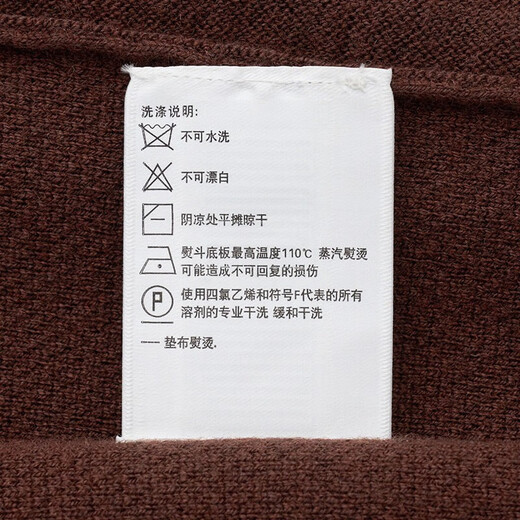 洗涤说明:
不可水洗
不可漂白
阴凉处平摊晾干
熨斗底板最高温度110℃ 蒸汽熨烫
可能造成不可回复的损伤
P 使用四氯乙烯和符号F代表的所有
溶剂的专业干洗 缓和干洗
--- 垫布熨烫.